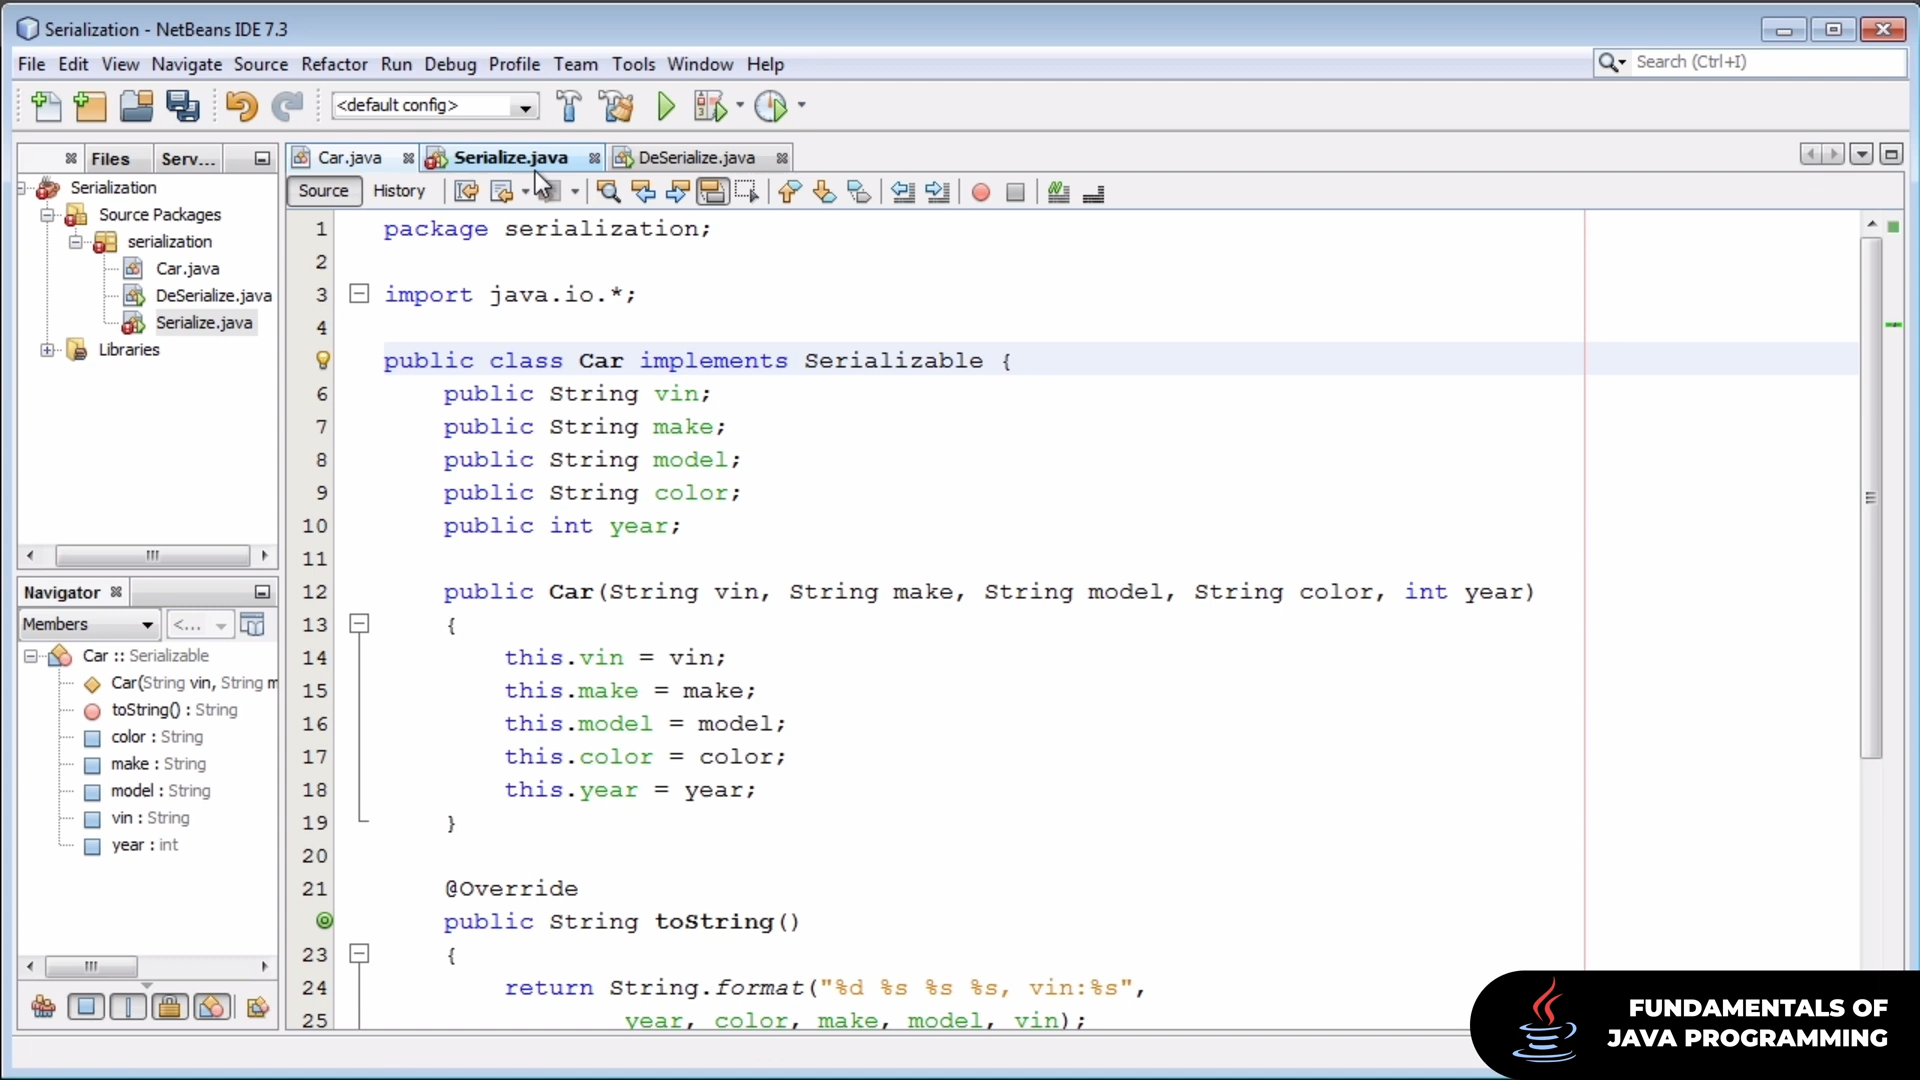 Serialization - NetBeans IDE 7.3
File Edit View Navigate Source Refactor Run Debug Profile Team Tools Window Help
Search (Ctrl+I)
<default config>
Files Serv...
Car.java Serialize.java DeSerialize.java
Source History
Serialization
Source Packages
serialization
Car.java
DeSerialize.java
Serialize.java
Libraries
Navigator
Members <...
Car :: Serializable
Car(String vin, String m
toString() : String
color : String
make : String
model : String
vin : String
year : int
1 package serialization;
2
3 import java.io.*;
4
public class Car implements Serializable {
6 public String vin;
7 public String make;
8 public String model;
9 public String color;
10 public int year;
11
12 public Car(String vin, String make, String model, String color, int year)
13 {
14 this.vin = vin;
15 this.make = make;
16 this.model = model;
17 this.color = color;
18 this.year = year;
19 }
20
21 @Override
public String toString()
23 {
24 return String.format("%d %s %s %s, vin:%s",
25 year, color, make, model, vin);
FUNDAMENTALS OF
JAVA PROGRAMMING